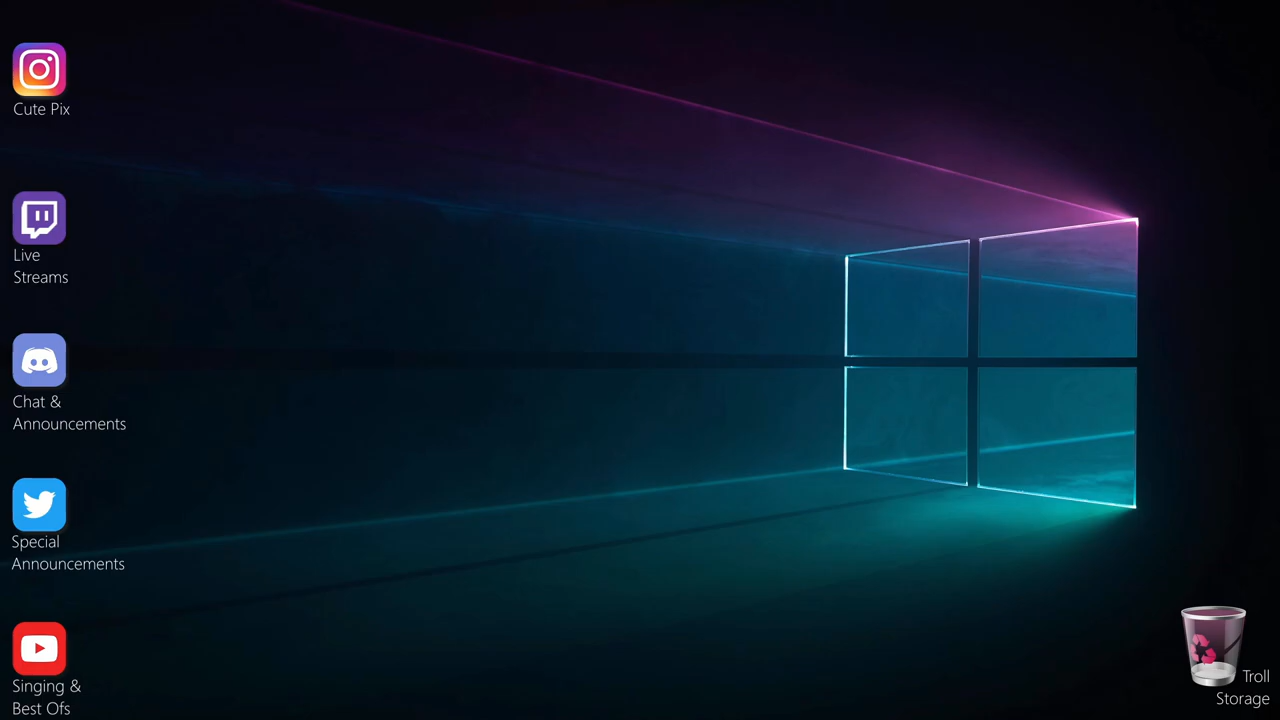 Cute Pix
Live
Streams
Chat &
Announcements
Special
Announcements
Singing &
Best Ofs
Troll
Storage